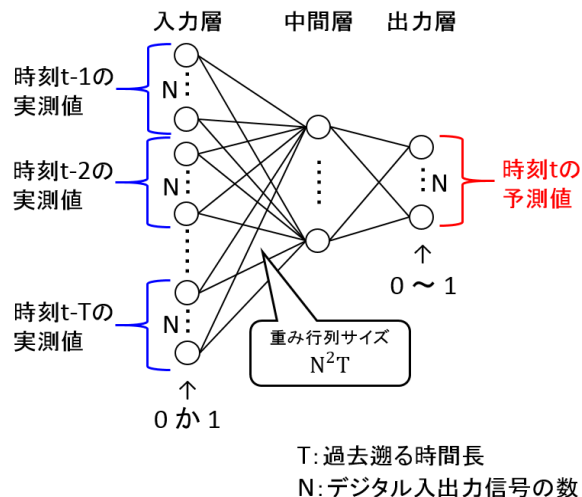 入力層 中間層 出力層
時刻t-1の
実測値
N
時刻t-2の
実測値
N
時刻tの
予測値
時刻t-T の
実測値
N
重み行列サイズ
N²T
↑
0 か 1
↑
0 ~ 1
T:過去遡る時間長
N:デジタル入出力信号の数